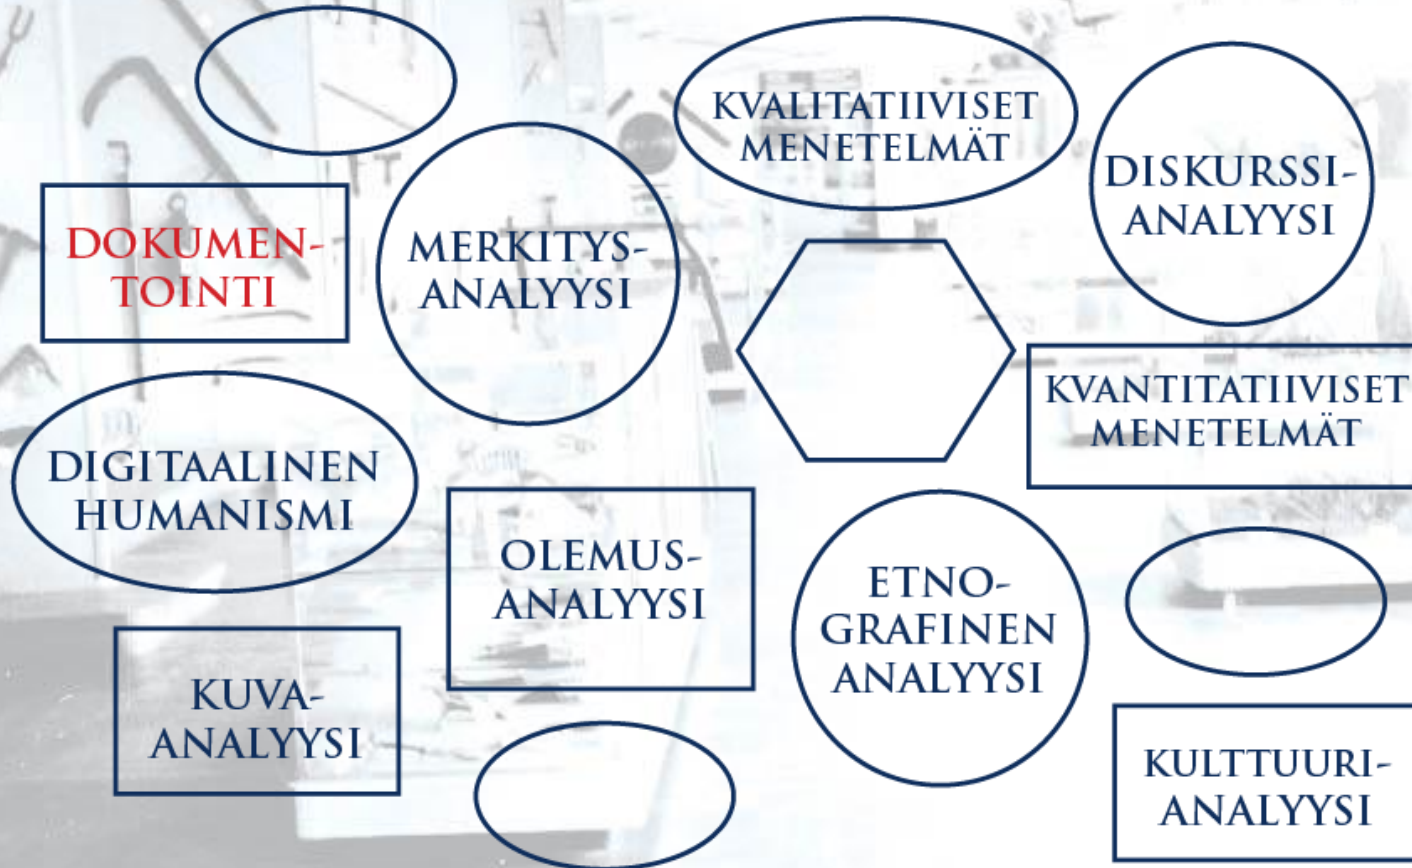 KVALITATIIVISET
MENETELMÄT
DISKURSSI-
ANALYYSI
DOKUMEN-
TOINTI
MERKITYS-
ANALYYSI
KVANTITATIIVISET
MENETELMÄT
DIGITAALINEN
HUMANISMI
OLEMUS-
ANALYYSI
ETNO-
GRAFINEN
ANALYYSI
KUVA-
ANALYYSI
KULTTUURI-
ANALYYSI